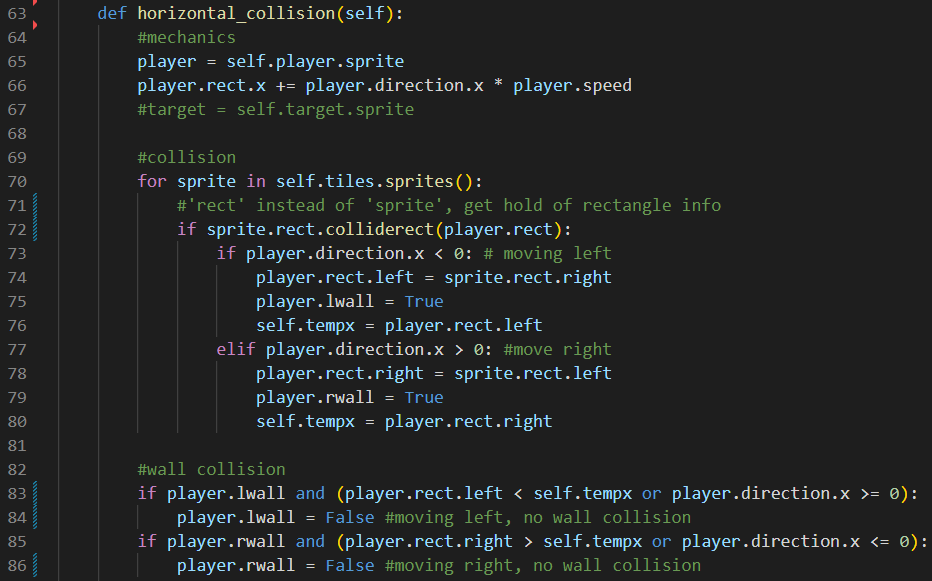 63 def horizontal_collision(self):
64 #mechanics
65 player = self.player.sprite
66 player.rect.x += player.direction.x * player.speed
67 #target = self.target.sprite
68
69 #collision
70 for sprite in self.tiles.sprites():
71 #'rect' instead of 'sprite', get hold of rectangle info
72 if sprite.rect.colliderect(player.rect):
73 if player.direction.x < 0: # moving left
74 player.rect.left = sprite.rect.right
75 player.lwall = True
76 self.tempx = player.rect.left
77 elif player.direction.x > 0: #move right
78 player.rect.right = sprite.rect.left
79 player.rwall = True
80 self.tempx = player.rect.right
81
82 #wall collision
83 if player.lwall and (player.rect.left < self.tempx or player.direction.x >= 0):
84 player.lwall = False #moving left, no wall collision
85 if player.rwall and (player.rect.right > self.tempx or player.direction.x <= 0):
86 player.rwall = False #moving right, no wall collision